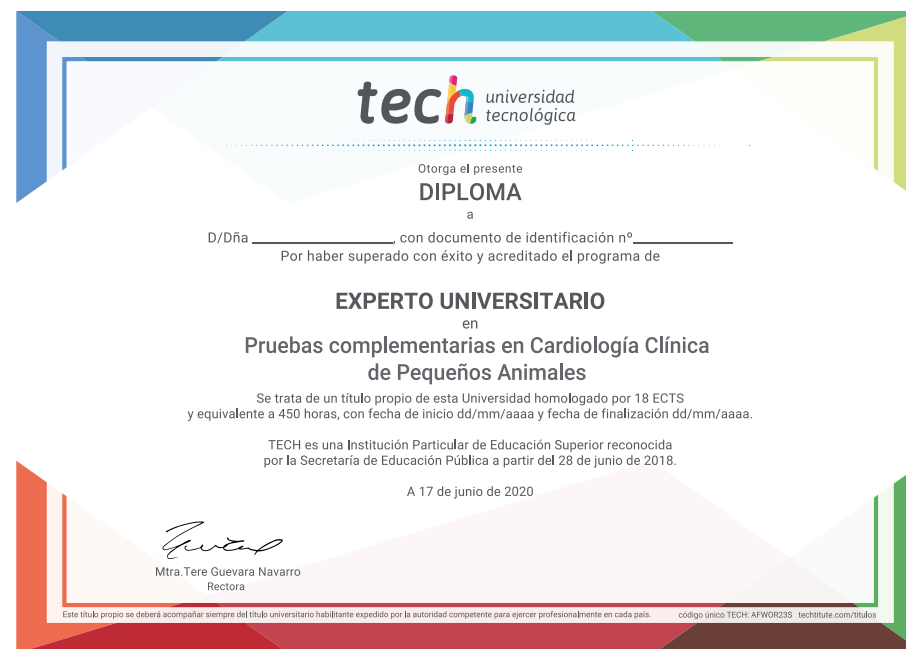 tech universidad
tecnológica
Otorga el presente
DIPLOMA
a
D/Dña ____________________, con documento de identificación nº______________
Por haber superado con éxito y acreditado el programa de
EXPERTO UNIVERSITARIO
en
Pruebas complementarias en Cardiología Clínica
de Pequeños Animales
Se trata de un título propio de esta Universidad homologado por 18 ECTS
y equivalente a 450 horas, con fecha de inicio dd/mm/aaaa y fecha de finalización dd/mm/aaaa.
TECH es una Institución Particular de Educación Superior reconocida
por la Secretaría de Educación Pública a partir del 28 de junio de 2018.
A 17 de junio de 2020
Mtra.Tere Guevara Navarro
Rectora
Este título propio se deberá acompañar siempre del título universitario habilitante expedido por la autoridad competente para ejercer profesionalmente en cada país. código único TECH: AFWOR23S techtitute.com/titulos